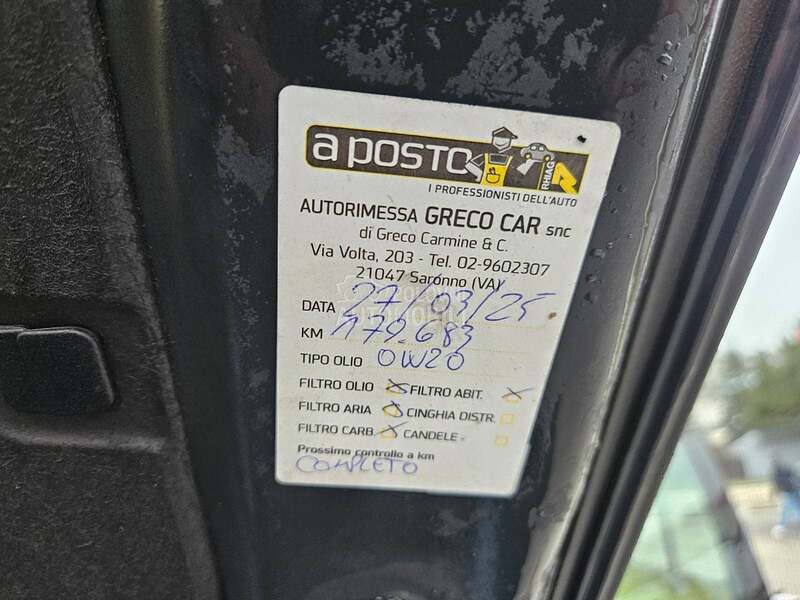 a posto
RHIAG
I PROFESSIONISTI DELL'AUTO
AUTORIMESSA GRECO CAR snc
di Greco Carmine & C.
Via Volta, 203 - Tel. 02-9602307
21047 Saronno (VA)
DATA 27/03/25
KM 179.683
TIPO OLIO 0W20
FILTRO OLIO FILTRO ABIT.
FILTRO ARIA CINGHIA DISTR.
FILTRO CARB. CANDELE
Prossimo controllo a km
COMPLETO